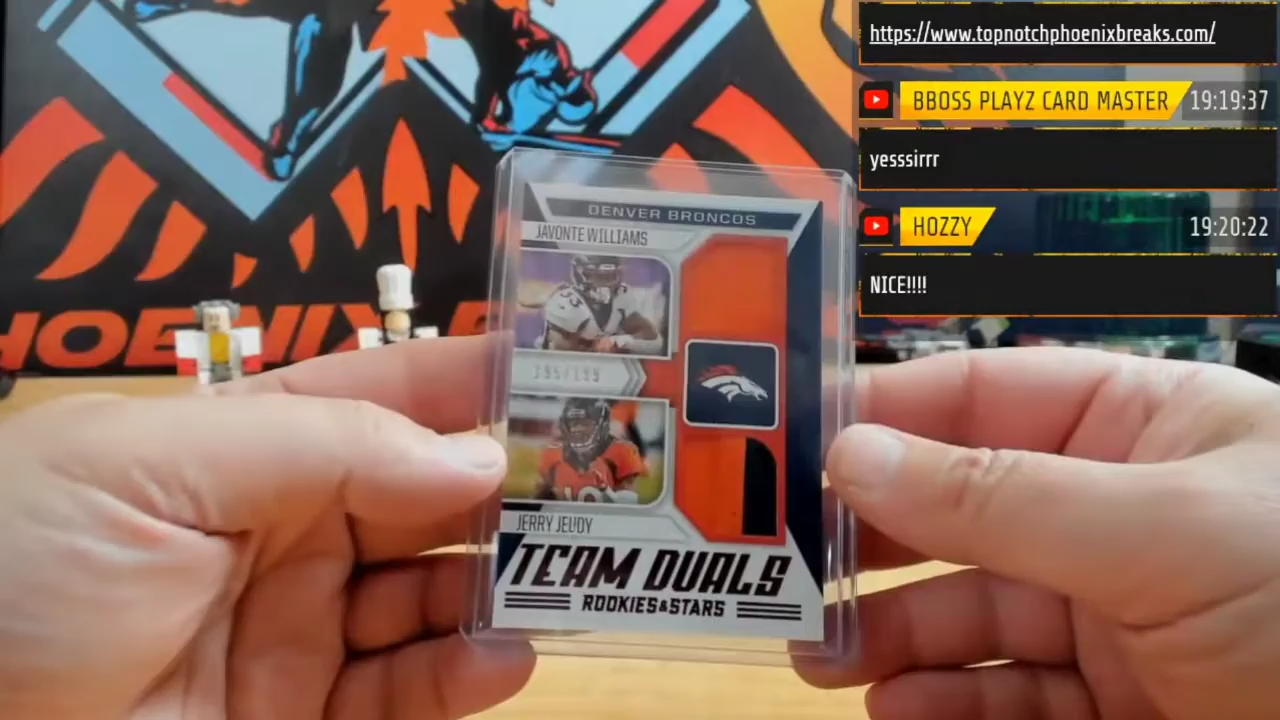 https://www.topnotchphoenixbreaks.com/
BBOSS PLAYZ CARD MASTER 19:19:37
yesssirrr
HOZZY 19:20:22
NICE!!!!
DENVER BRONCOS
JAVONTE WILLIAMS
JERRY JEUDY
TEAM DUALS
ROOKIES&STARS